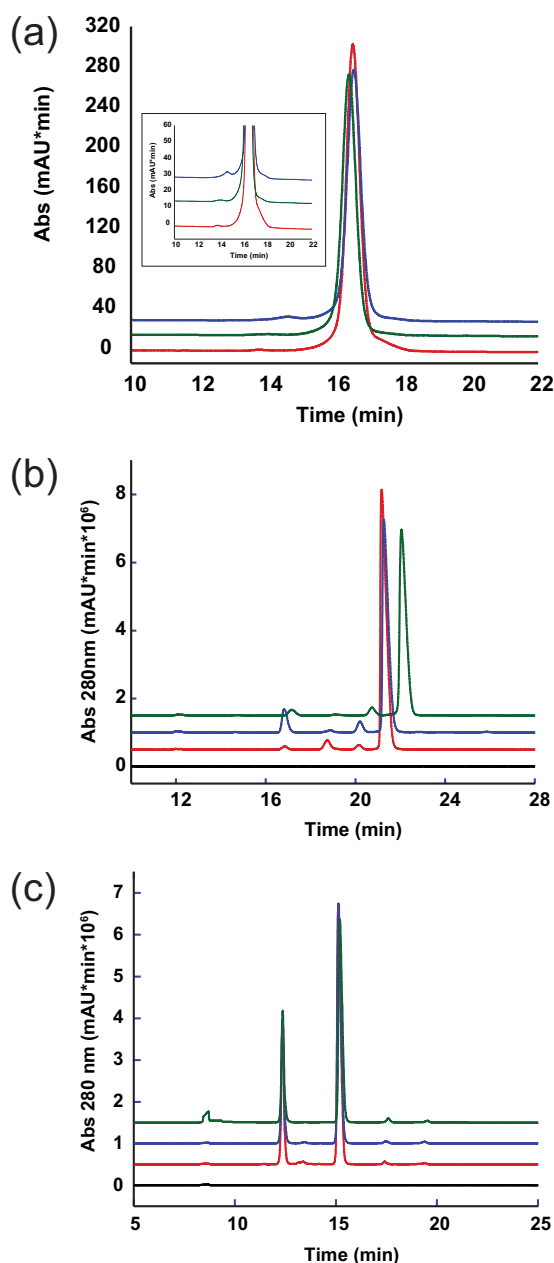 (a)
320
280
240
200
160
120
80
40
0
Abs (mAU*min)
10 12 14 16 18 20 22
Time (min)
60
50
40
30
20
10
0
Abs (mAU*min)
10 12 14 16 18 20 22
Time (min)
(b)
8
6
4
2
0
Abs 280nm (mAU*min*10⁶)
12 16 20 24 28
Time (min)
(c)
7
6
5
4
3
2
1
0
Abs 280 nm (mAU*min*10⁶)
5 10 15 20 25
Time (min)